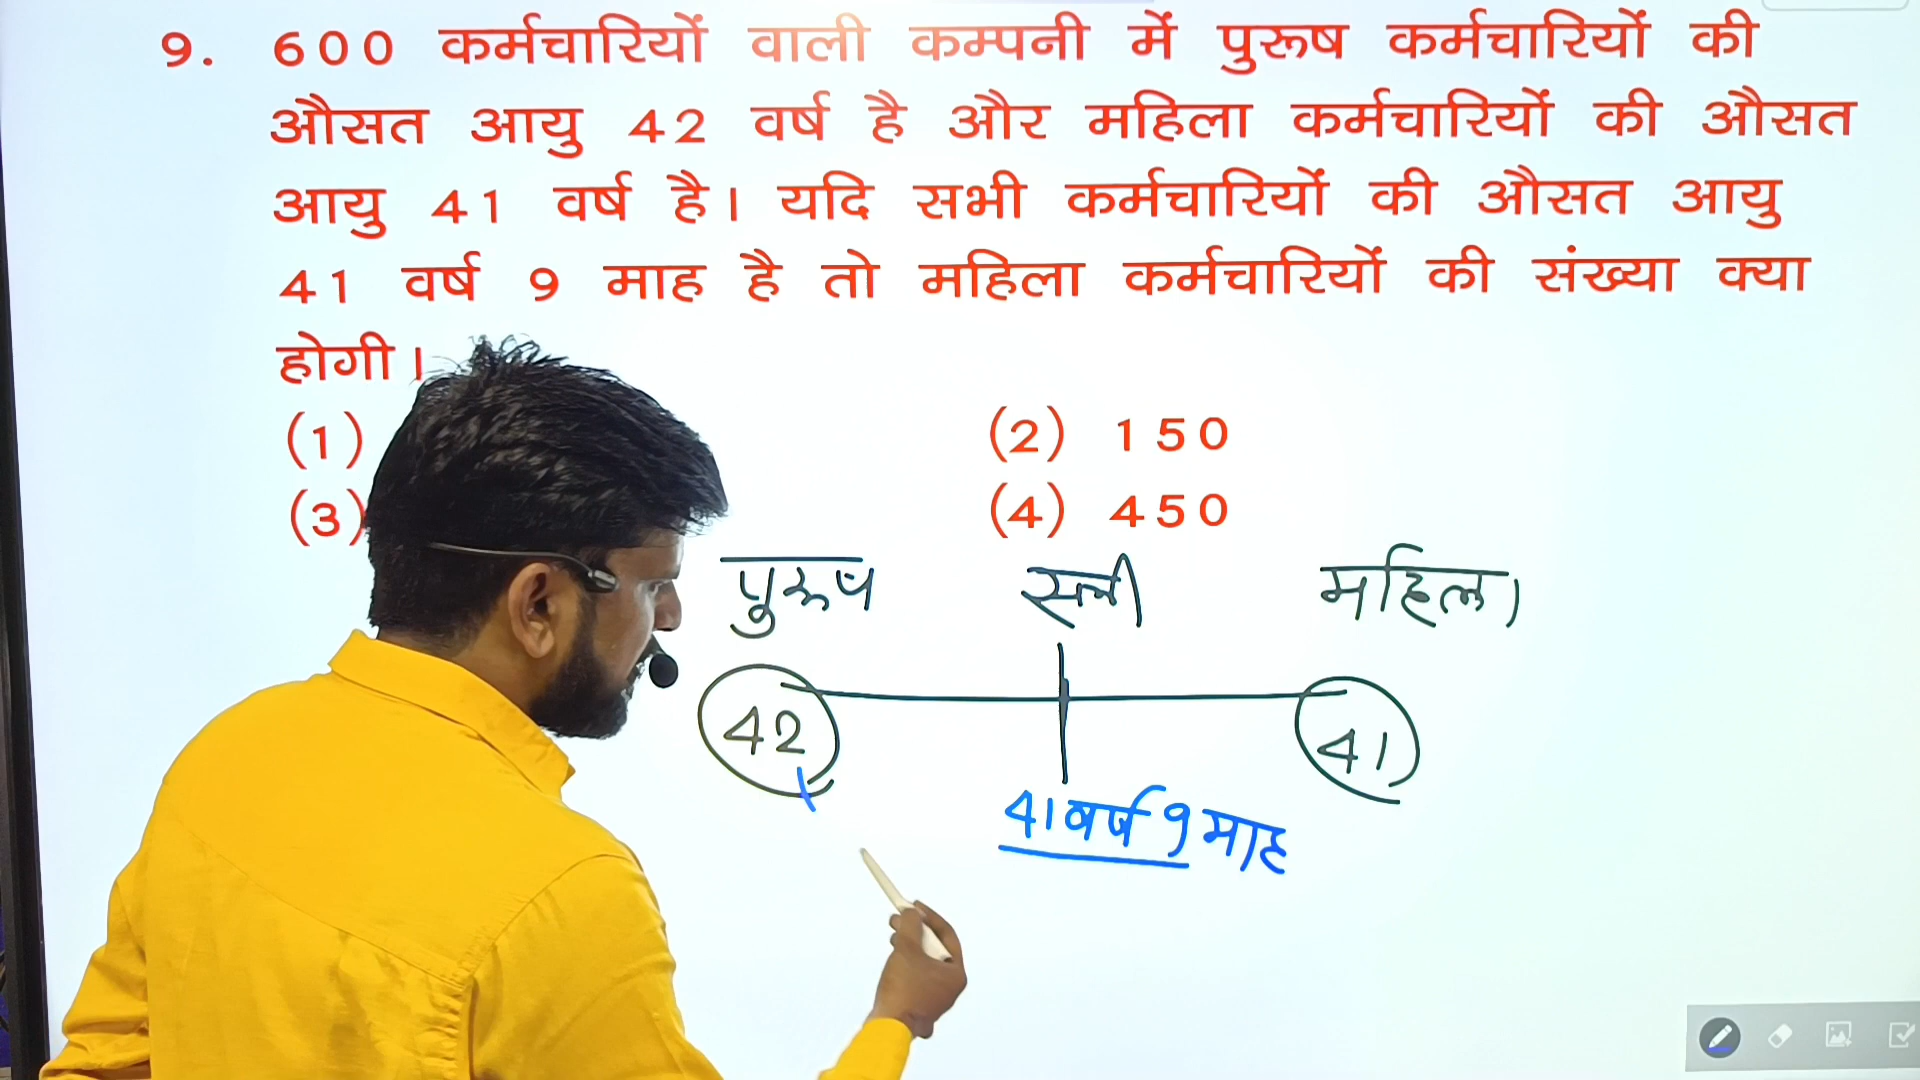 9. 600 कर्मचारियों वाली कम्पनी में पुरूष कर्मचारियों की
औसत आयु 42 वर्ष है और महिला कर्मचारियों की औसत
आयु 41 वर्ष है। यदि सभी कर्मचारियों की औसत आयु
41 वर्ष 9 माह है तो महिला कर्मचारियों की संख्या क्या
होगी।
(1) (2) 150
(3) (4) 450
पुरूष स्त्री महिला
42 41
41 वर्ष 9 माह